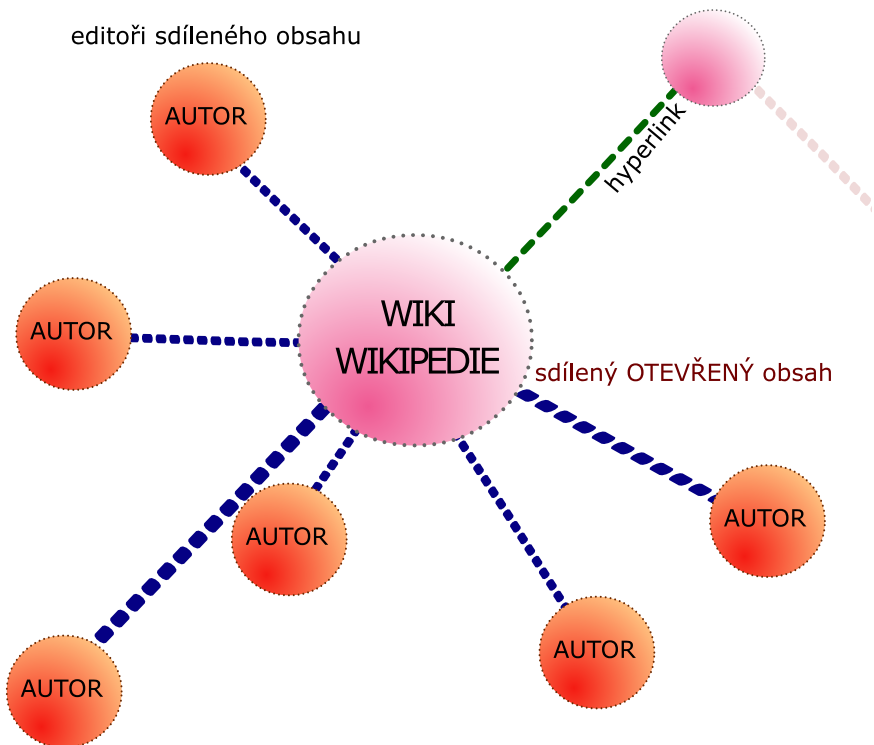 editoři sdíleného obsahu
AUTOR
hyperlink
AUTOR
WIKI
WIKIPEDIE
sdílený OTEVŘENÝ obsah
AUTOR
AUTOR
AUTOR
AUTOR